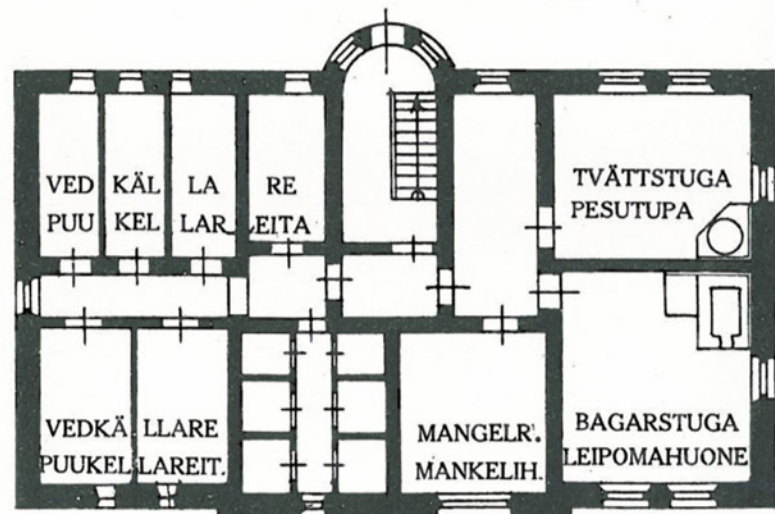 VED KÄL LA RE
PUU KEL LAR LEITA
TVÄTTSTUGA
PESUTUPA
VEDKÄ LLARE
PUUKEL LAREIT.
MANGELR.
MANKELIH.
BAGARSTUGA
LEIPOMAHUONE